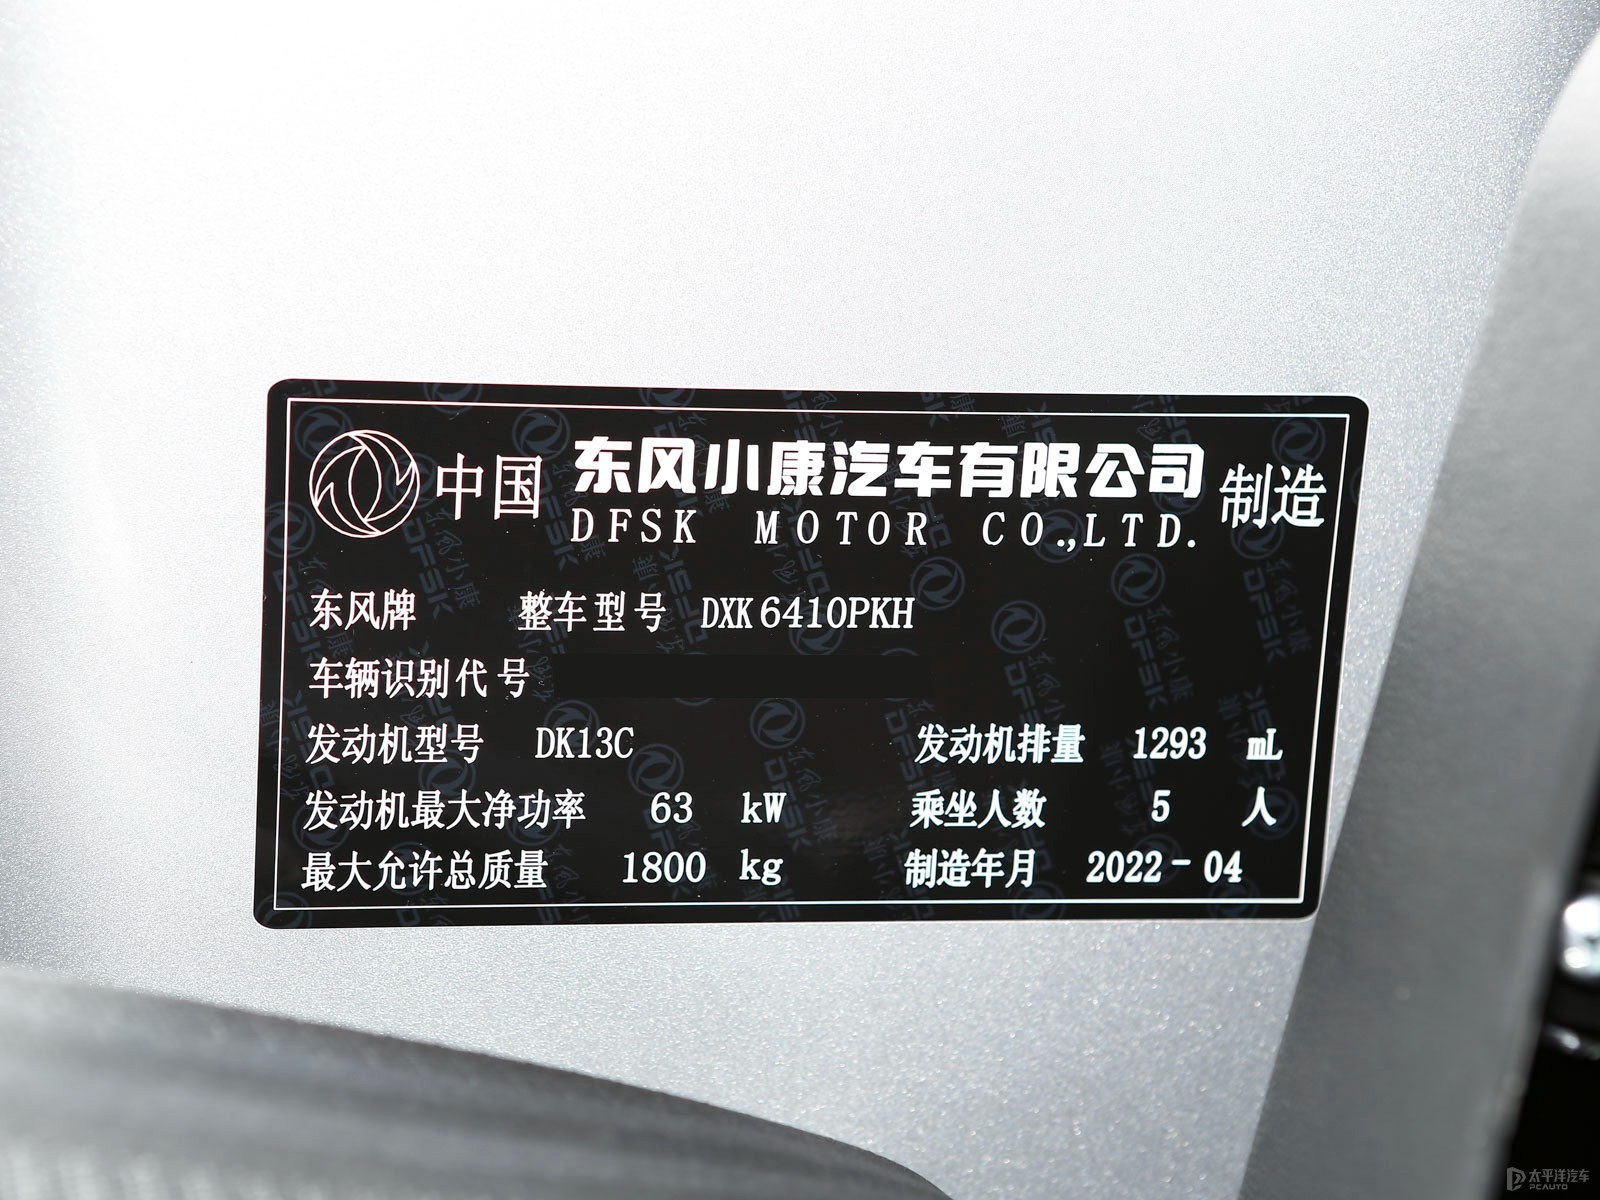 中国 东风小康汽车有限公司 制造
DFSK MOTOR CO.,LTD.
东风牌 整车型号 DXK6410PKH
车辆识别代号
发动机型号 DK13C 发动机排量 1293 mL
发动机最大净功率 63 kW 乘坐人数 5 人
最大允许总质量 1800 kg 制造年月 2022-04
太平洋汽车
PCAUTO